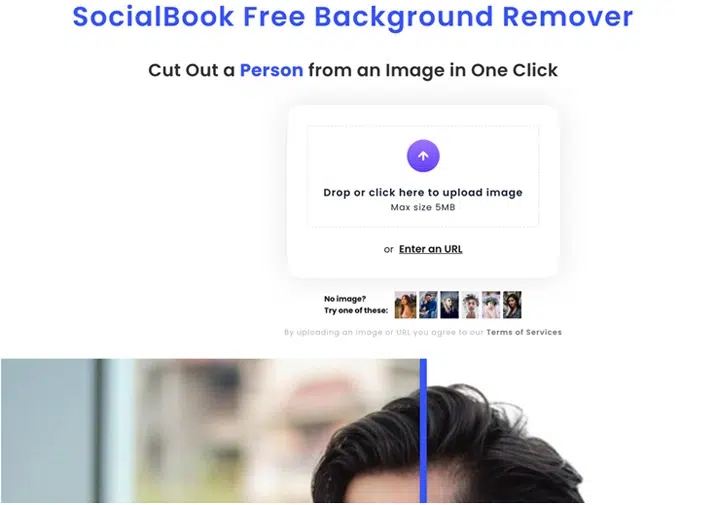 SocialBook Free Background Remover
Cut Out a Person from an Image in One Click
Drop or click here to upload image
Max size 5MB
or Enter an URL
No image?
Try one of these:
By uploading an image or URL you agree to our Terms of Services